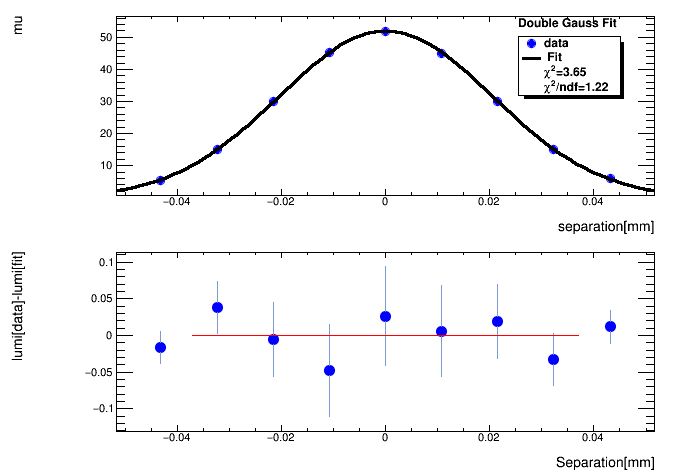 mu
Double Gauss Fit
data
Fit
χ²=3.65
χ²/ndf=1.22
50
40
30
20
10
−0.04 −0.02 0 0.02 0.04
separation[mm]
lumi[data]-lumi[fit]
0.1
0.05
0
−0.05
−0.1
−0.04 −0.02 0 0.02 0.04
Separation[mm]